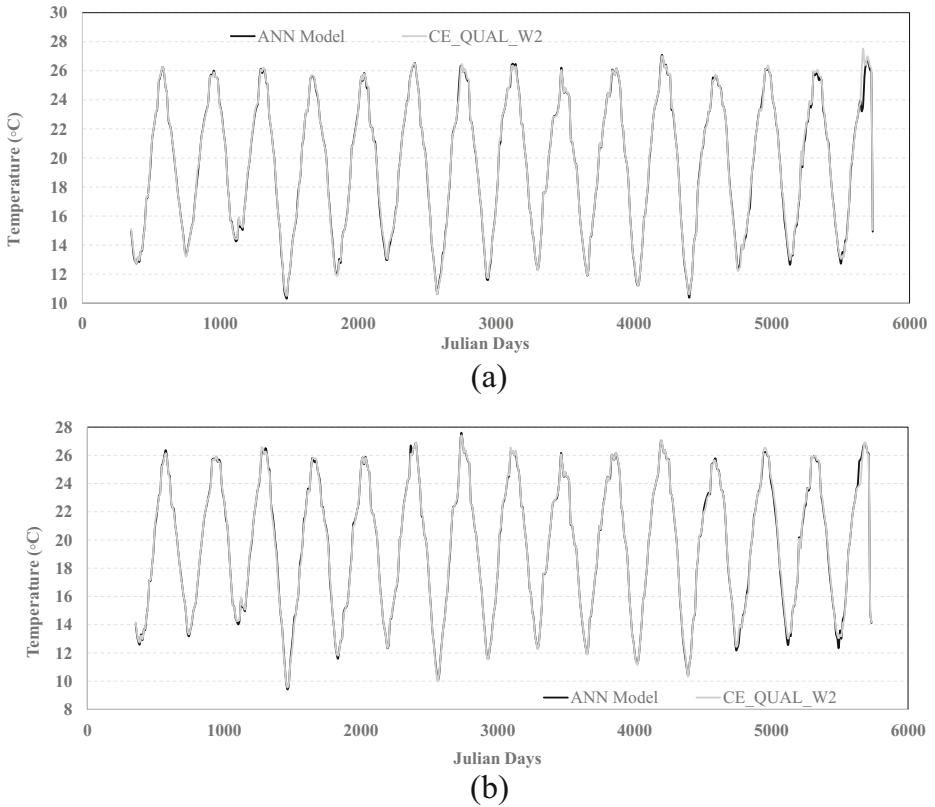 30
28
26
24
22
20
18
16
14
12
10
Temperature (°C)
ANN Model
CE_QUAL_W2
0 1000 2000 3000 4000 5000 6000
Julian Days
(a)
28
26
24
22
20
18
16
14
12
10
8
Temperature (°C)
ANN Model
CE_QUAL_W2
0 1000 2000 3000 4000 5000 6000
Julian Days
(b)